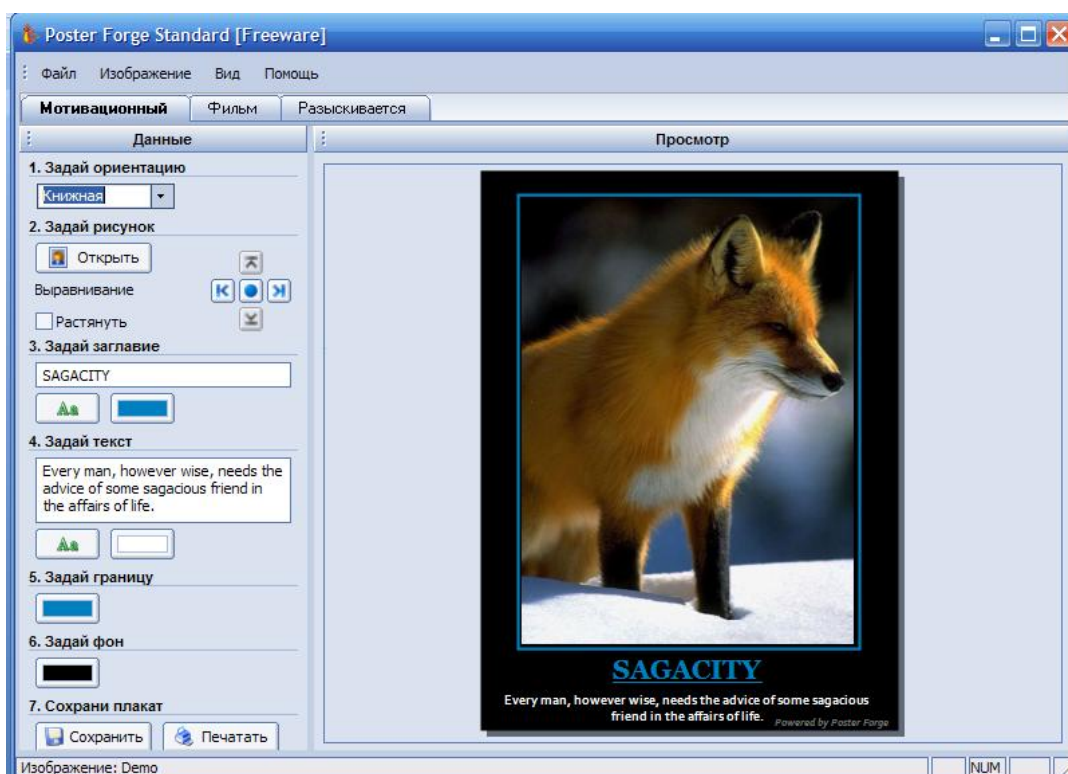 Poster Forge Standard [Freeware]
Файл Изображение Вид Помощь
Мотивационный Фильм Разыскивается
Данные
1. Задай ориентацию
Книжная
2. Задай рисунок
Открыть
Выравнивание
Растянуть
3. Задай заглавие
SAGACITY
Aa
4. Задай текст
Every man, however wise, needs the
advice of some sagacious friend in
the affairs of life.
Aa
5. Задай границу
6. Задай фон
7. Сохрани плакат
Сохранить Печатать
Просмотр
SAGACITY
Every man, however wise, needs the advice of some sagacious
friend in the affairs of life.
Powered by Poster Forge
Изображение: Demo NUM